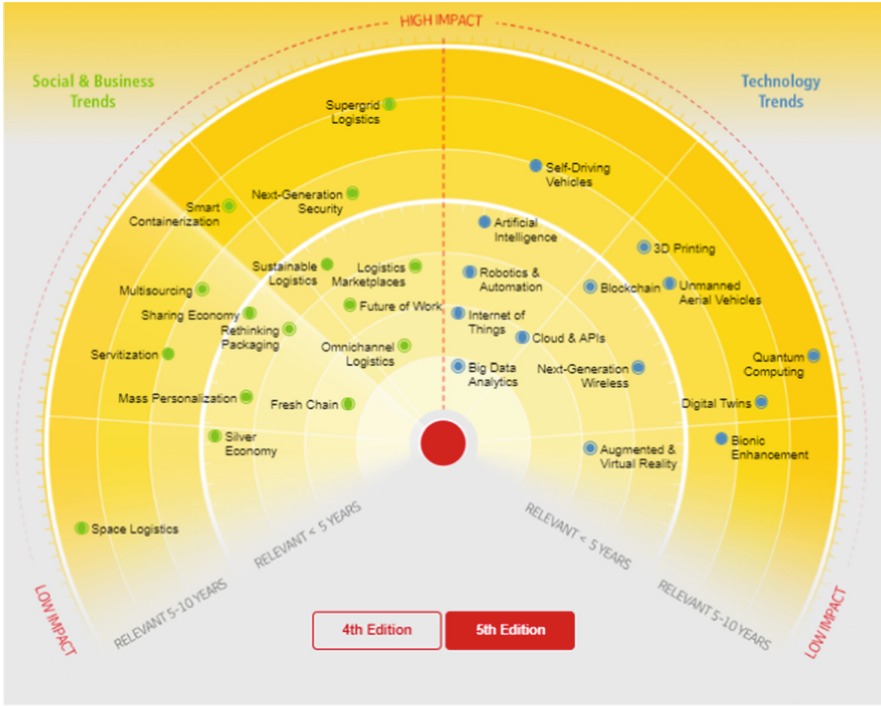 HIGH IMPACT
Social & Business
Trends
Technology
Trends
Supergrid
Logistics
Self-Driving
Vehicles
Next-Generation
Security
Smart
Containerization
Artificial
Intelligence
3D Printing
Sustainable
Logistics
Logistics
Marketplaces
Robotics &
Automation
Blockchain
Unmanned
Aerial Vehicles
Multisourcing
Sharing Economy
Future of Work
Internet of
Things
Rethinking
Packaging
Cloud & APIs
Servitization
Omnichannel
Logistics
Big Data
Analytics
Next-Generation
Wireless
Quantum
Computing
Mass Personalization
Fresh Chain
Digital Twins
Silver
Economy
Augmented &
Virtual Reality
Bionic
Enhancement
Space Logistics
RELEVANT < 5 YEARS
RELEVANT < 5 YEARS
LOW IMPACT
RELEVANT 5-10 YEARS
RELEVANT 5-10 YEARS
LOW IMPACT
4th Edition
5th Edition